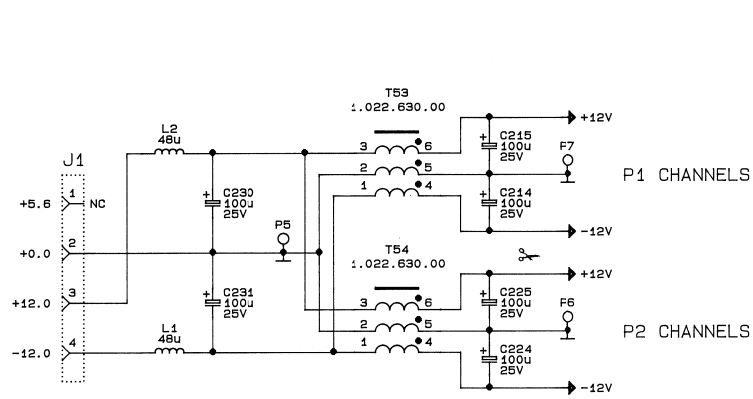 T53
1.022.630.00
+12V
L2
48u
3
6
+
C215
100u
25V
F7
J1
2
5
P1 CHANNELS
+5.6
1
NC
+
C230
100u
25V
1
4
+
C214
100u
25V
P5
-12V
+0.0
2
T54
1.022.630.00
+12V
+12.0
3
+
C231
100u
25V
3
6
+
C225
100u
25V
F6
2
5
P2 CHANNELS
L1
48u
-12.0
4
1
4
+
C224
100u
25V
-12V